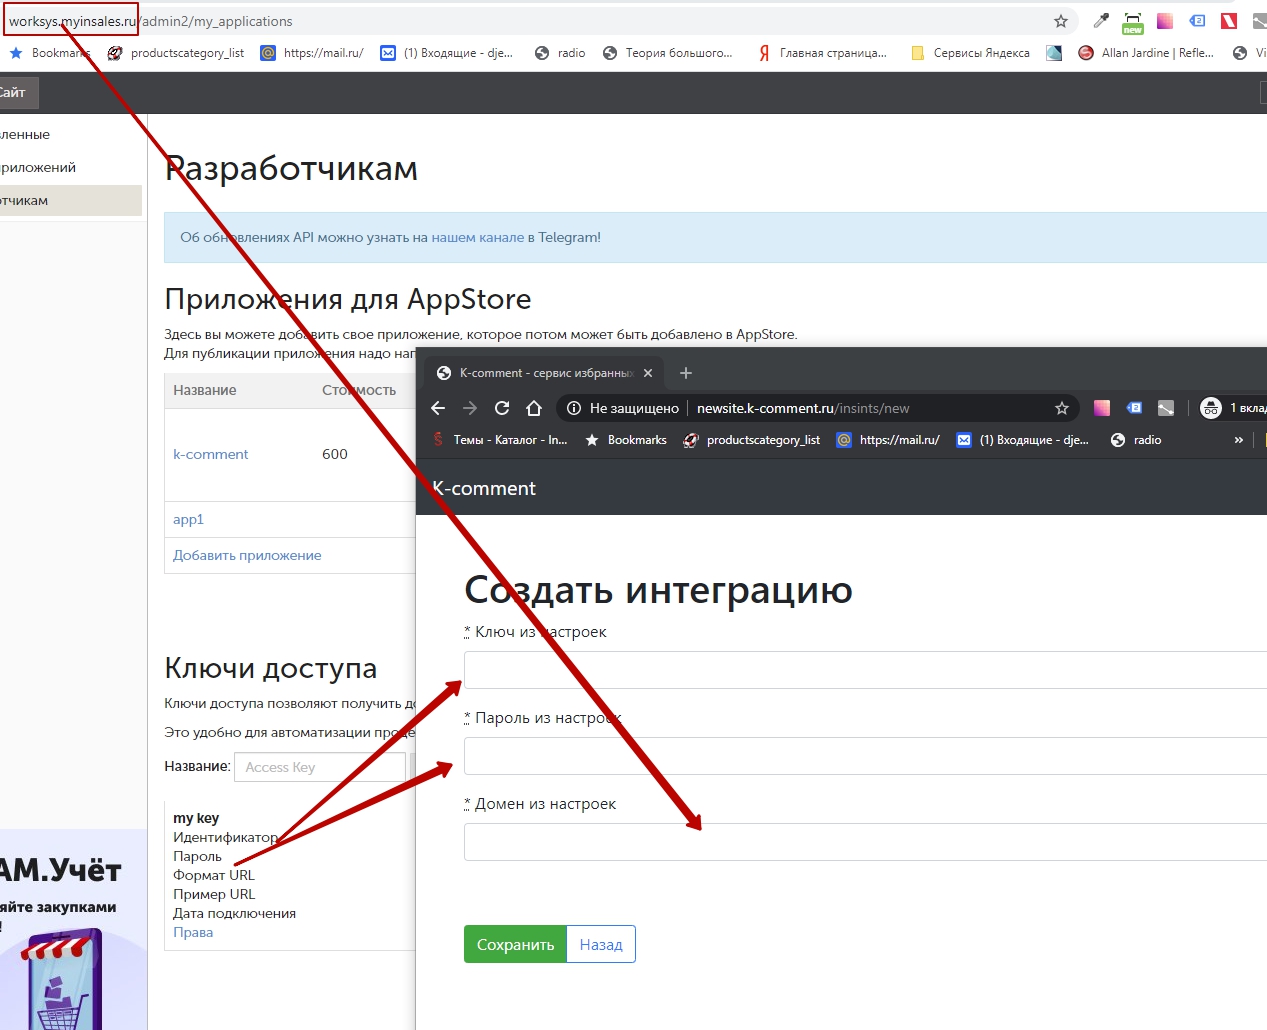 worksys.myinsales.ru/admin2/my_applications
new
Bookmarks productscategory_list https://mail.ru/ (1) Входящие - dje... radio Теория большого... Главная страница... Сервисы Яндекса Allan Jardine | Refle... Vi
Сайт
вленные
приложений
отчикам
Разработчикам
Об обновлениях API можно узнать на нашем канале в Telegram!
Приложения для AppStore
Здесь вы можете добавить свое приложение, которое потом может быть добавлено в AppStore.
Для публикации приложения надо нап
Название Стоимость
k-comment 600
app1
Добавить приложение
Ключи доступа
Ключи доступа позволяют получить до
Это удобно для автоматизации проце
Название: Access Key
my key
Идентификатор
Пароль
Формат URL
Пример URL
Дата подключения
Права
АМ.Учёт
яйте закупками
!
K-comment - сервис избранных
Не защищено newsite.k-comment.ru/insints/new 1 вклад
Темы - Каталог - In... Bookmarks productscategory_list https://mail.ru/ (1) Входящие - dje... radio »
K-comment
Создать интеграцию
* Ключ из настроек
* Пароль из настроек
* Домен из настроек
Сохранить Назад